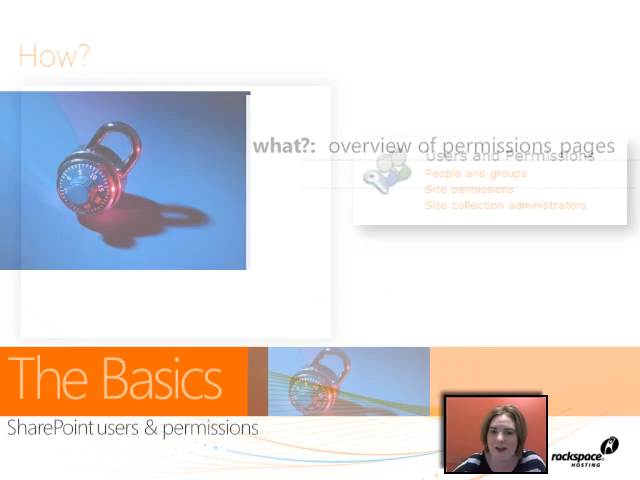 How?
what?: overview of permissions pages
Users and Permissions
People and groups
Site permissions
Site collection administrators
The Basics
SharePoint users & permissions
rackspace
HOSTING